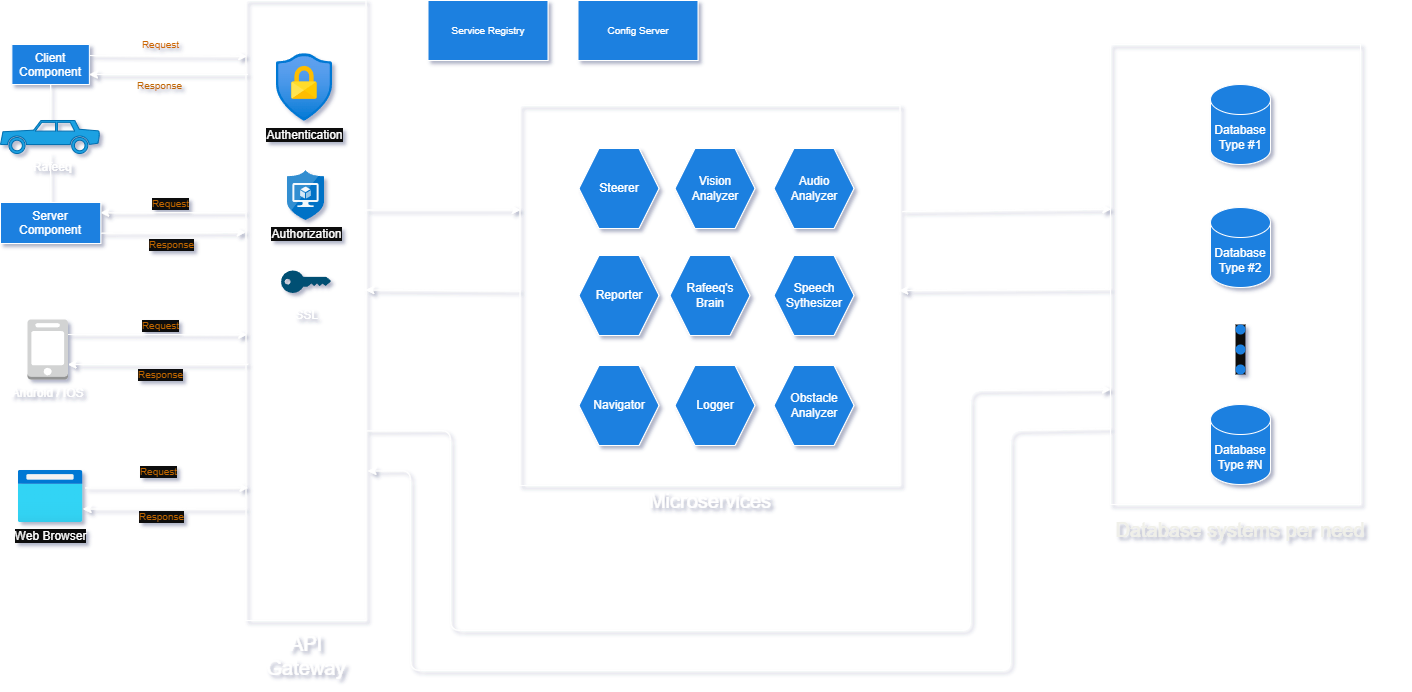 Service Registry
Config Server
Client
Component
Request
Response
Rafeeq
Server
Component
Request
Response
Android / IOS
Request
Response
Web Browser
Request
Response
Authentication
Authorization
SSL
API
Gateway
Steerer
Vision
Analyzer
Audio
Analyzer
Reporter
Rafeeq's
Brain
Speech
Sythesizer
Navigator
Logger
Obstacle
Analyzer
Microservices
Database
Type #1
Database
Type #2
Database
Type #N
Database systems per need